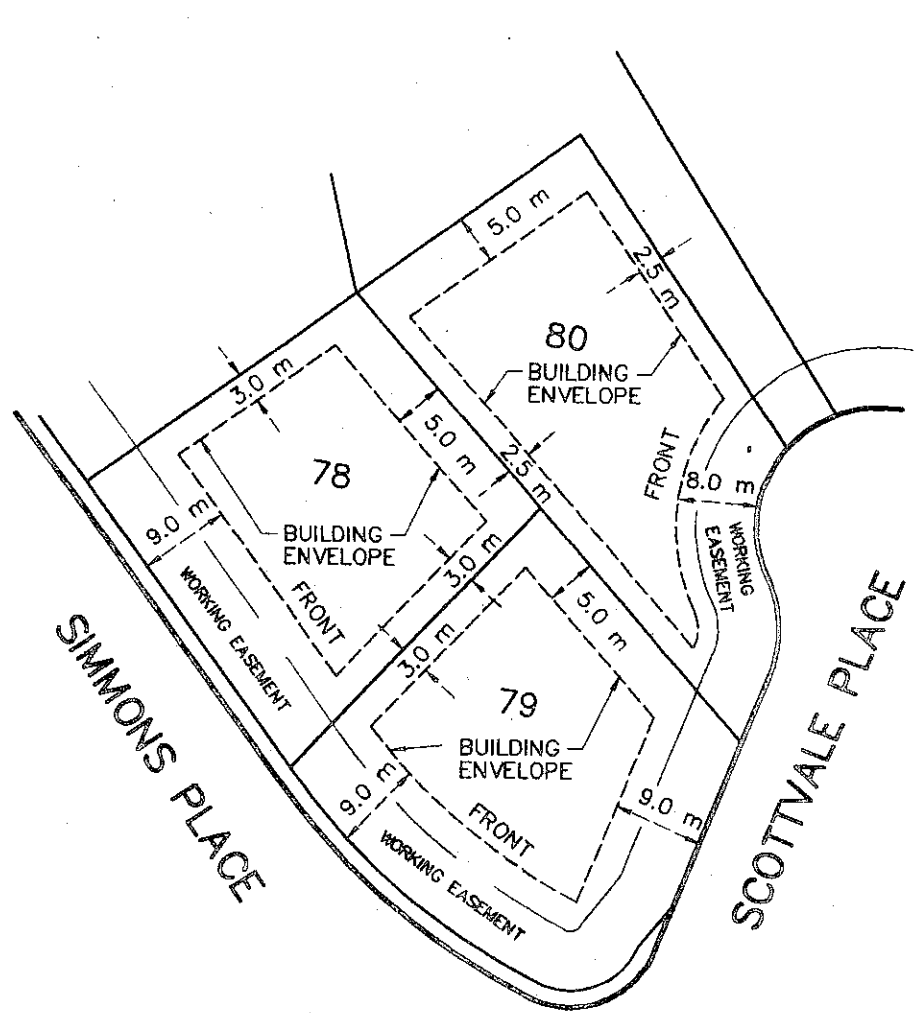 5.0 m
2.5 m
80
BUILDING
ENVELOPE
3.0 m
5.0 m
78
2.5 m
FRONT
8.0 m
9.0 m
BUILDING
ENVELOPE
3.0 m
WORKING
EASEMENT
WORKING EASEMENT
FRONT
5.0 m
3.0 m
SIMMONS PLACE
79
BUILDING
ENVELOPE
9.0 m
9.0 m
FRONT
WORKING EASEMENT
SCOTTVALE PLACE